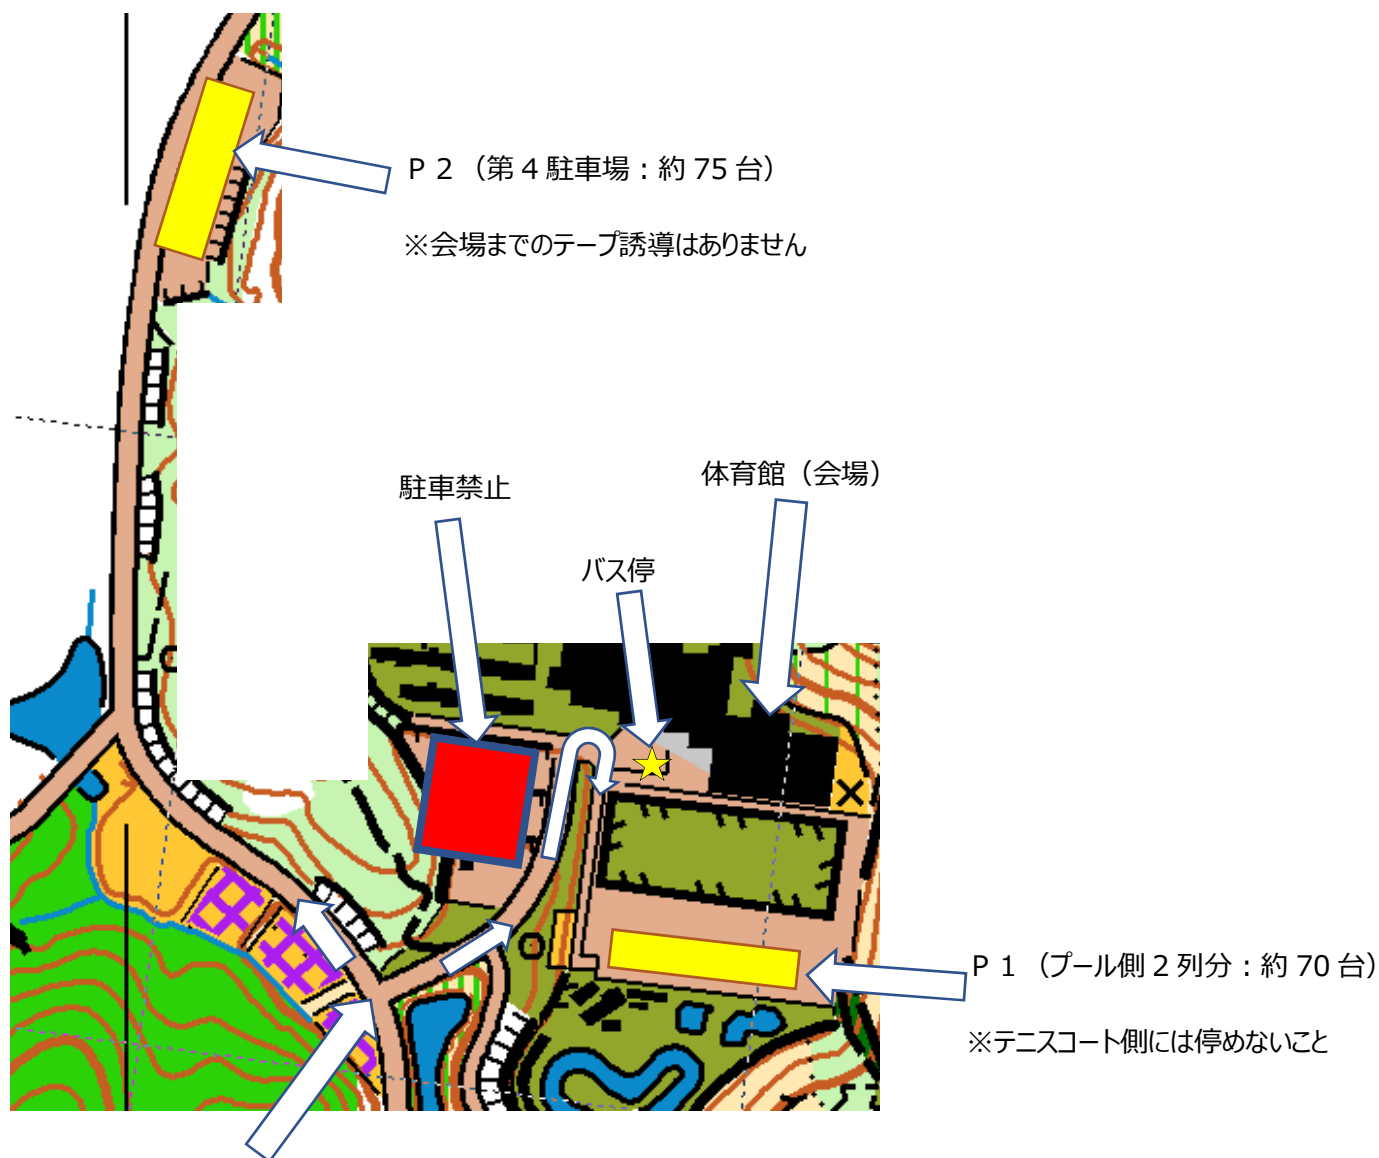 P 2 （第 4 駐車場：約 75 台）
※会場までのテープ誘導はありません
体育館（会場）
駐車禁止
バス停
P 1 （プール側 2 列分：約 70 台）
※テニスコート側には停めないこと